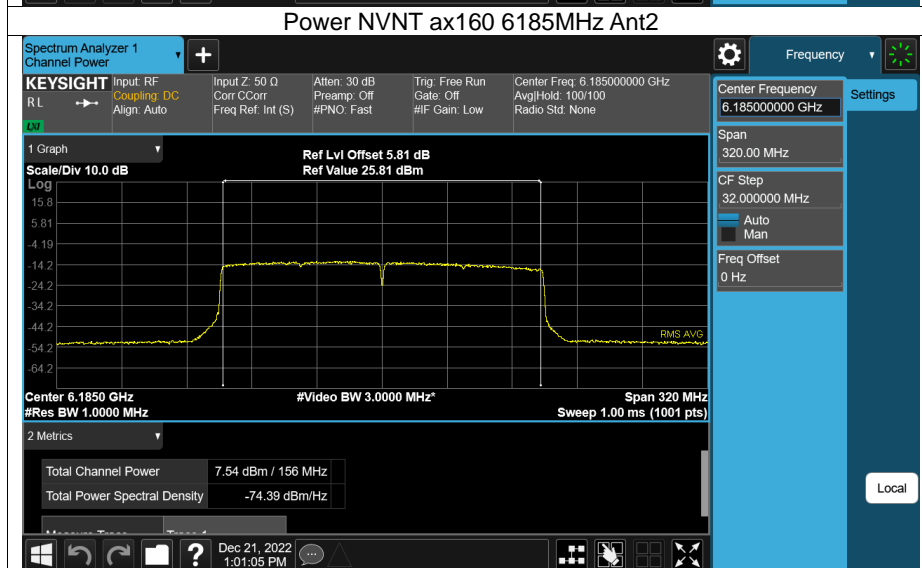 Power NVNT ax160 6185MHz Ant2
Spectrum Analyzer 1
Channel Power
+
Frequency
KEYSIGHT
RL
LXI
Input: RF
Coupling: DC
Align: Auto
Input Z: 50 Ω
Corr CCorr
Freq Ref: Int (S)
Atten: 30 dB
Preamp: Off
#PNO: Fast
Trig: Free Run
Gate: Off
#IF Gain: Low
Center Freq: 6.185000000 GHz
Avg|Hold: 100/100
Radio Std: None
Center Frequency
6.185000000 GHz
Settings
Span
320.00 MHz
CF Step
32.000000 MHz
Auto
Man
Freq Offset
0 Hz
1 Graph
Scale/Div 10.0 dB
Ref Lvl Offset 5.81 dB
Ref Value 25.81 dBm
Log
15.8
5.81
-4.19
-14.2
-24.2
-34.2
-44.2
-54.2
-64.2
RMS AVG
Center 6.1850 GHz
#Res BW 1.0000 MHz
#Video BW 3.0000 MHz*
Span 320 MHz
Sweep 1.00 ms (1001 pts)
2 Metrics
Total Channel Power 7.54 dBm / 156 MHz
Total Power Spectral Density -74.39 dBm/Hz
Local
?
Dec 21, 2022
1:01:05 PM